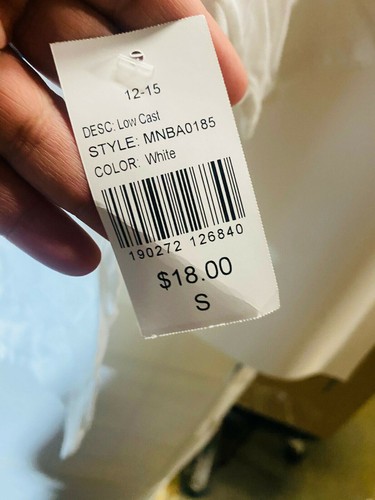 12-15
DESC: Low Cast
STYLE: MNBA0185
COLOR: White
190272 126840
$18.00
S